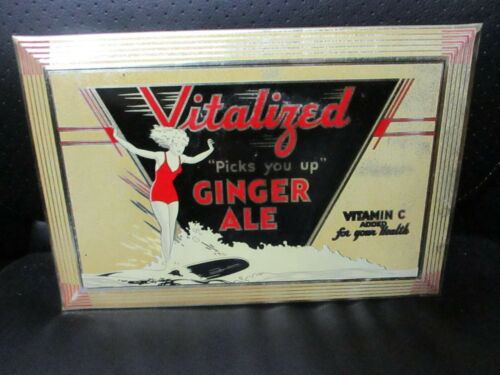 Vitalized
"Picks you up"
GINGER
ALE
VITAMIN C
ADDED
for your Health